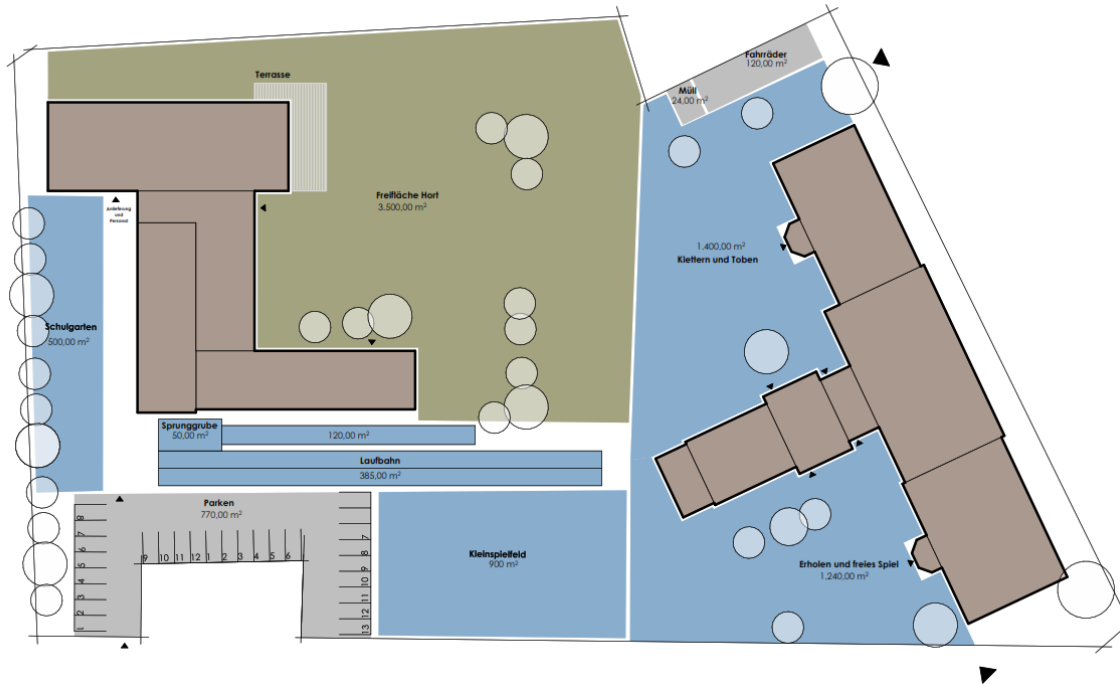 Fahrräder
120,00 m²
Müll
24,00 m²
Terrasse
Freifläche Hort
3.500,00 m²
Anlieferung
und
Personal
1.400,00 m²
Klettern und Toben
Schulgarten
500,00 m²
Sprunggrube
50,00 m²
120,00 m²
Laufbahn
385,00 m²
Parken
770,00 m²
8
7
6
5
4
3
2
1
9 10 11 12 1 2 3 4 5 6
7
8
9
10
11
12
13
Kleinspielfeld
900 m²
Erholen und freies Spiel
1.240,00 m²